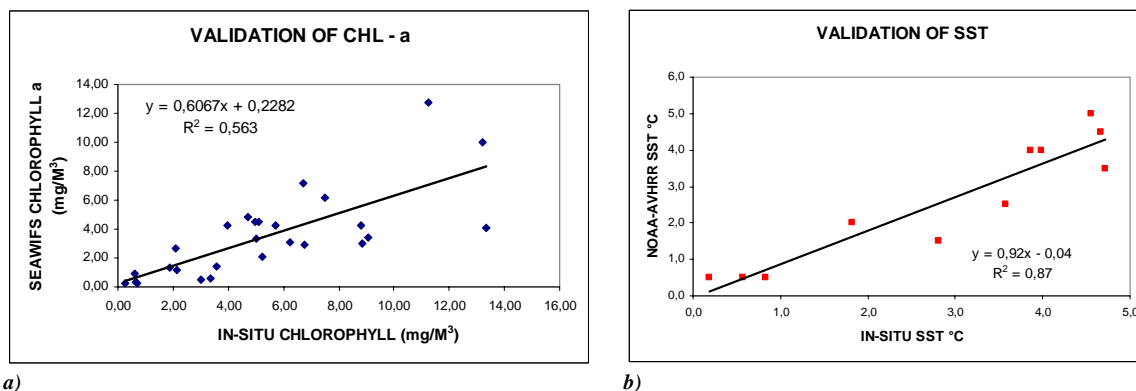 VALIDATION OF CHL - a
SEAWIFS CHLOROPHYLL a
(mg/M³)
14,00
12,00
10,00
8,00
6,00
4,00
2,00
0,00
y = 0,6067x + 0,2282
R² = 0,563
0,00 2,00 4,00 6,00 8,00 10,00 12,00 14,00 16,00
IN-SITU CHLOROPHYLL (mg/M³)
a)
VALIDATION OF SST
NOAA-AVHRR SST °C
6,0
5,0
4,0
3,0
2,0
1,0
0,0
y = 0,92x - 0,04
R² = 0,87
0,0 1,0 2,0 3,0 4,0 5,0
IN-SITU SST °C
b)